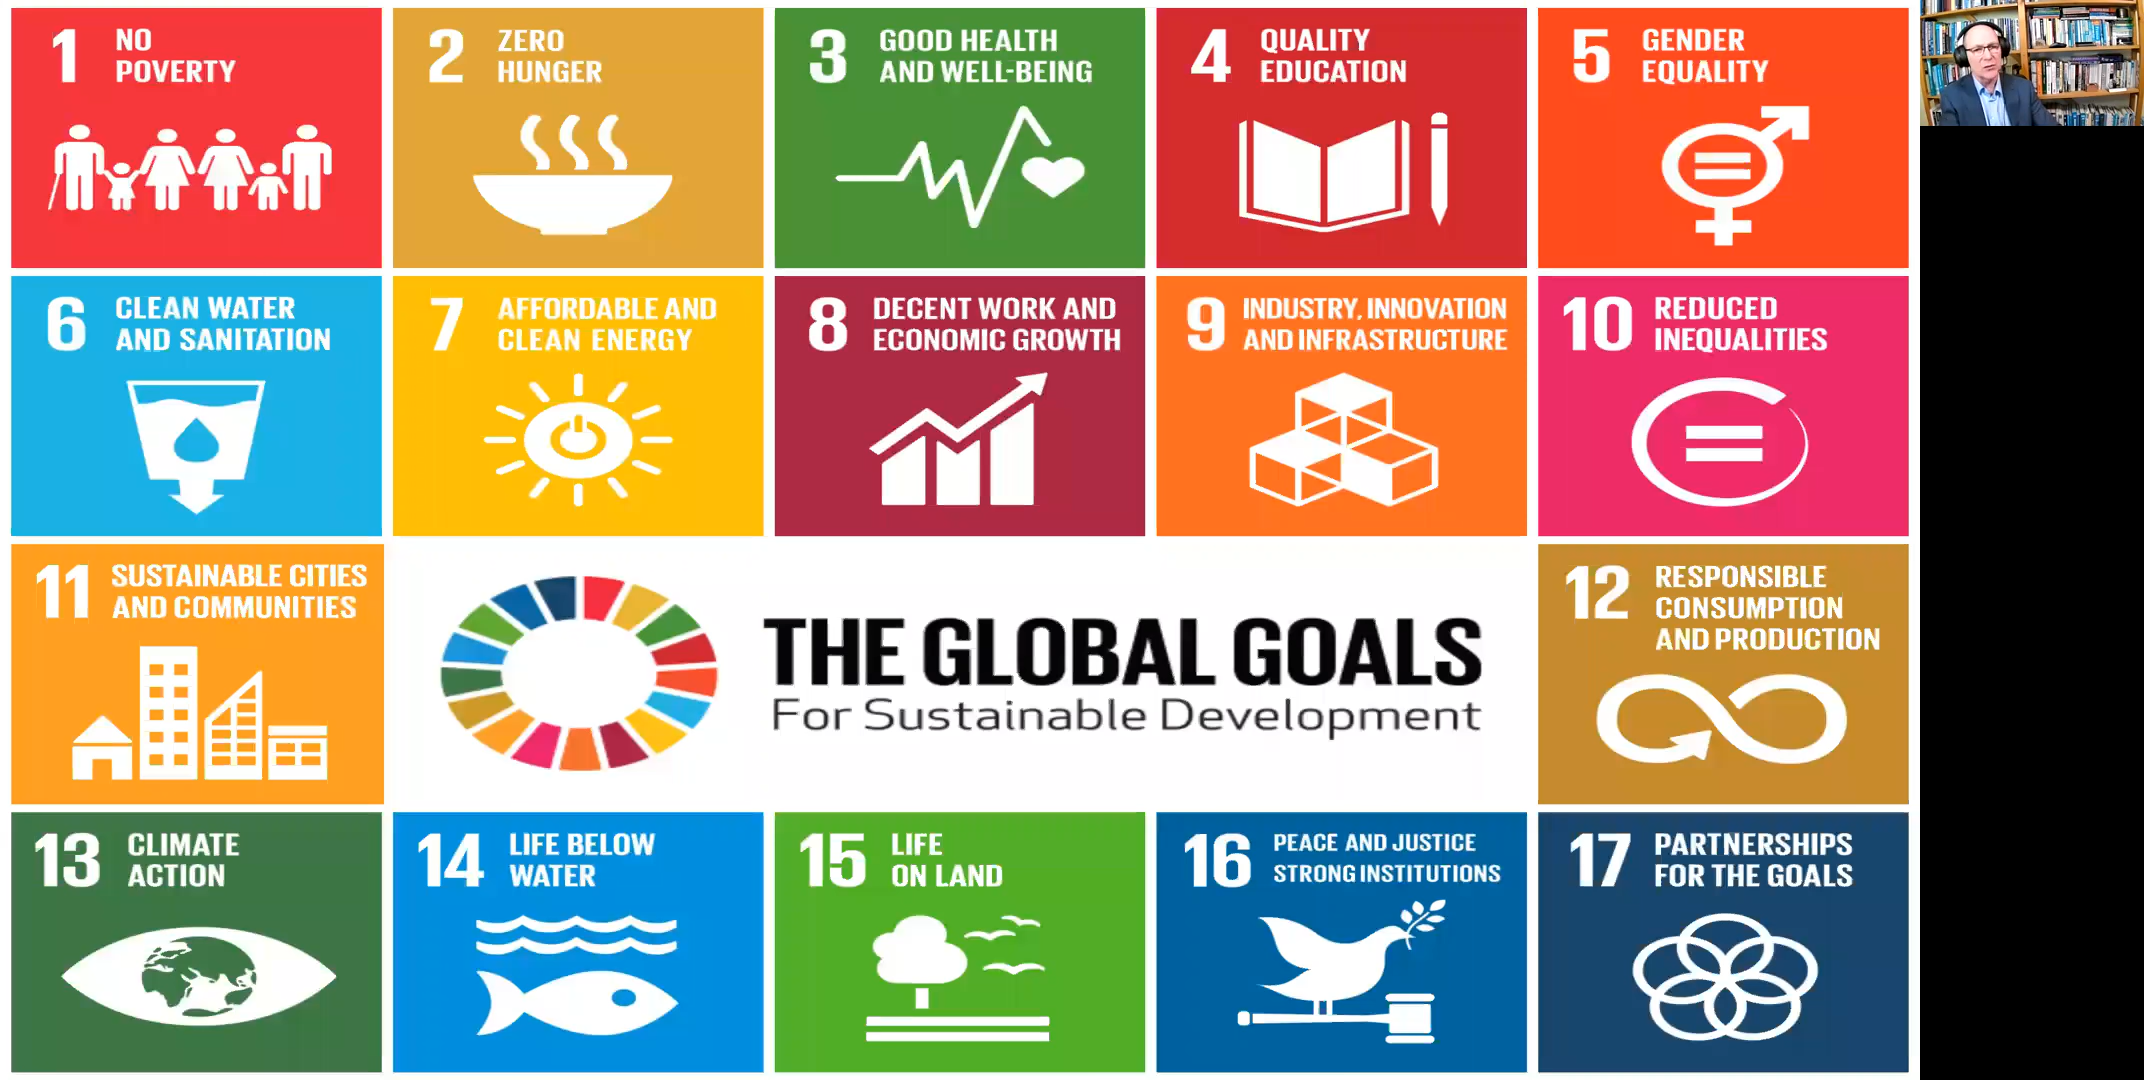 1 NO
POVERTY
2 ZERO
HUNGER
3 GOOD HEALTH
AND WELL-BEING
4 QUALITY
EDUCATION
5 GENDER
EQUALITY
6 CLEAN WATER
AND SANITATION
7 AFFORDABLE AND
CLEAN ENERGY
8 DECENT WORK AND
ECONOMIC GROWTH
9 INDUSTRY, INNOVATION
AND INFRASTRUCTURE
10 REDUCED
INEQUALITIES
11 SUSTAINABLE CITIES
AND COMMUNITIES
THE GLOBAL GOALS
For Sustainable Development
12 RESPONSIBLE
CONSUMPTION
AND PRODUCTION
13 CLIMATE
ACTION
14 LIFE BELOW
WATER
15 LIFE
ON LAND
16 PEACE AND JUSTICE
STRONG INSTITUTIONS
17 PARTNERSHIPS
FOR THE GOALS